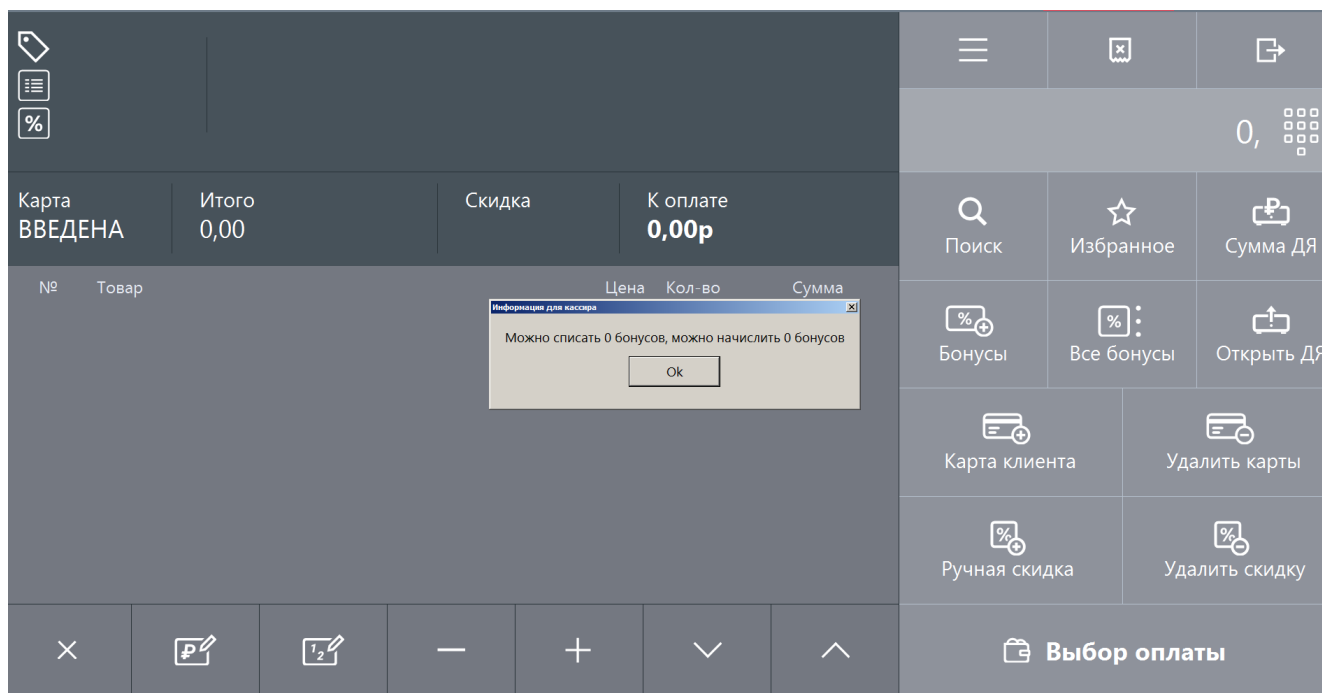 %
0,
Карта
ВВЕДЕНА
Итого
0,00
Скидка
К оплате
0,00р
Поиск
Избранное
Сумма ДЯ
№ Товар Цена Кол-во Сумма
Информация для кассира
Можно списать 0 бонусов, можно начислить 0 бонусов
Ok
Бонусы
Все бонусы
Открыть ДЯ
Карта клиента
Удалить карты
Ручная скидка
Удалить скидку
Выбор оплаты